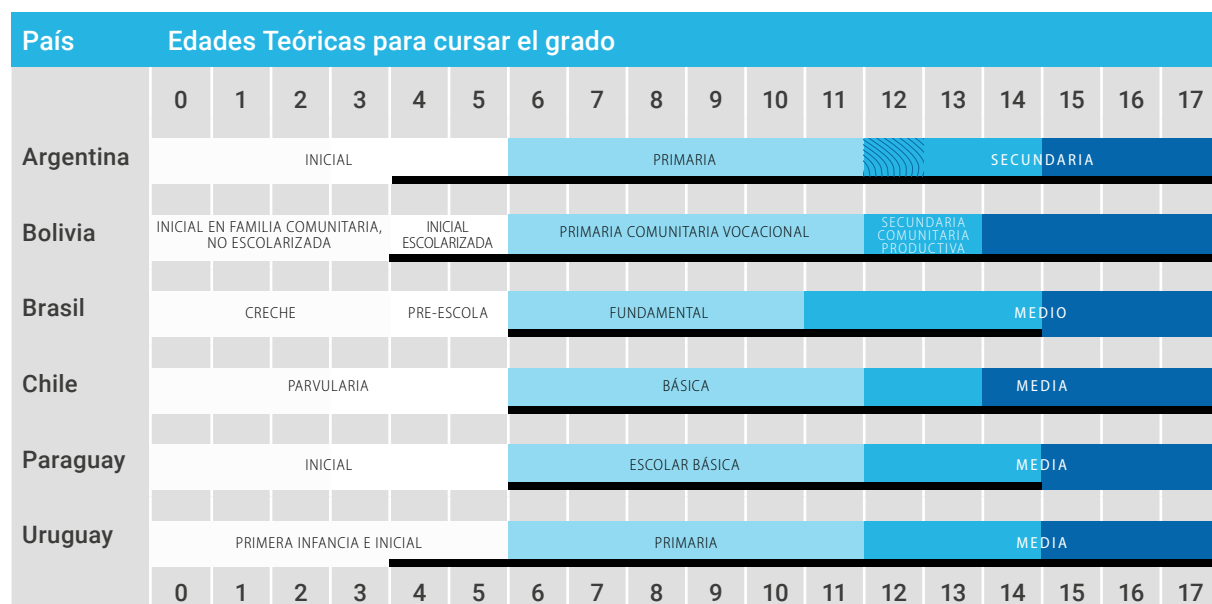 País Edades Teóricas para cursar el grado
0 1 2 3 4 5 6 7 8 9 10 11 12 13 14 15 16 17
Argentina INICIAL PRIMARIA SECUNDARIA
Bolivia INICIAL EN FAMILIA COMUNITARIA,
NO ESCOLARIZADA
INICIAL
ESCOLARIZADA
PRIMARIA COMUNITARIA VOCACIONAL
SECUNDARIA
COMUNITARIA
PRODUCTIVA
Brasil CRECHE PRE-ESCOLA FUNDAMENTAL MEDIO
Chile PARVULARIA BÁSICA MEDIA
Paraguay INICIAL ESCOLAR BÁSICA MEDIA
Uruguay PRIMERA INFANCIA E INICIAL PRIMARIA MEDIA
0 1 2 3 4 5 6 7 8 9 10 11 12 13 14 15 16 17